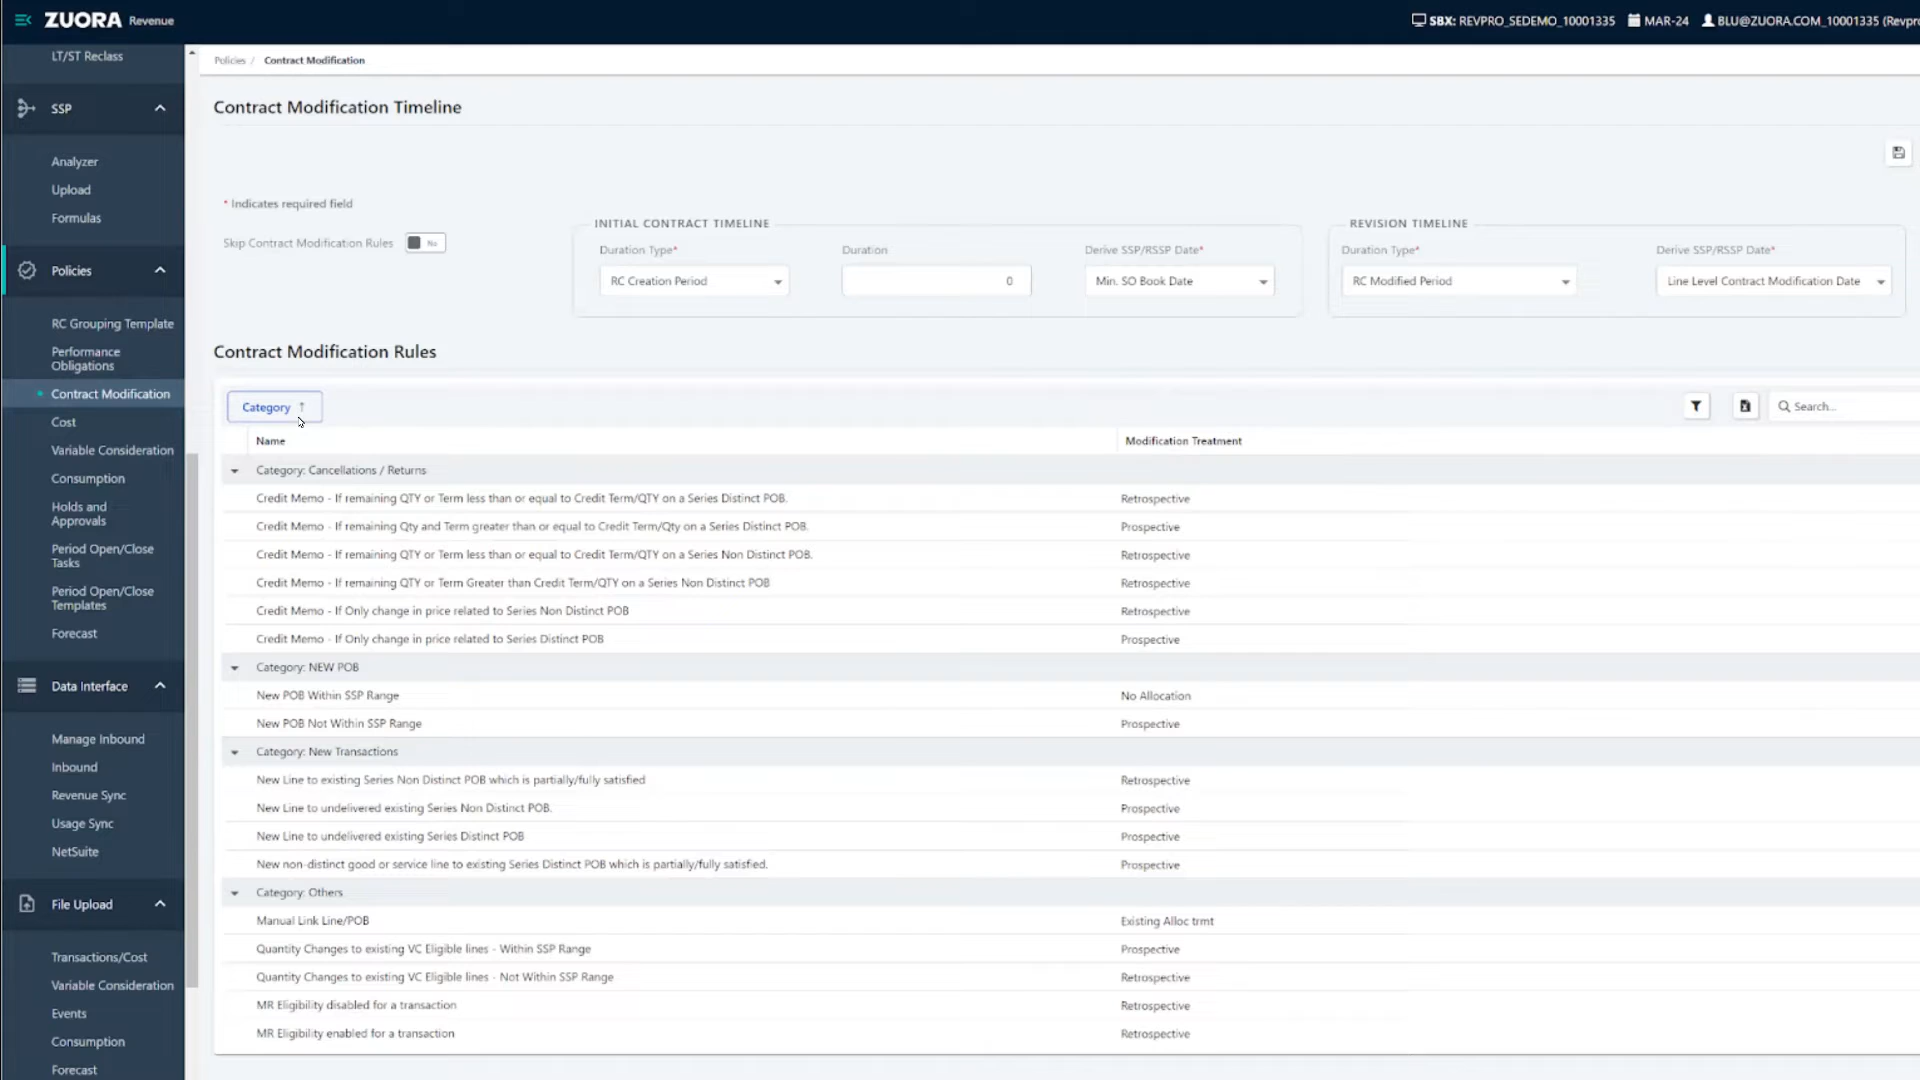 ZUORA Revenue
SBX: REVPRO_SEDEMO_10001335
MAR-24
BLU@ZUORA.COM_10001335 (Revpro
LT/ST Reclass
SSP
Analyzer
Upload
Formulas
Policies
RC Grouping Template
Performance
Obligations
Contract Modification
Cost
Variable Consideration
Consumption
Holds and
Approvals
Period Open/Close
Tasks
Period Open/Close
Templates
Forecast
Data Interface
Manage Inbound
Inbound
Revenue Sync
Usage Sync
NetSuite
File Upload
Transactions/Cost
Variable Consideration
Events
Consumption
Forecast
Policies / Contract Modification
Contract Modification Timeline
* Indicates required field
Skip Contract Modification Rules No
INITIAL CONTRACT TIMELINE
Duration Type*
RC Creation Period
Duration
0
Derive SSP/RSSP Date*
Min. SO Book Date
REVISION TIMELINE
Duration Type*
RC Modified Period
Derive SSP/RSSP Date*
Line Level Contract Modification Date
Contract Modification Rules
Category ↑
Search...
Name Modification Treatment
Category: Cancellations / Returns
Credit Memo - If remaining QTY or Term less than or equal to Credit Term/QTY on a Series Distinct POB. Retrospective
Credit Memo - If remaining Qty and Term greater than or equal to Credit Term/Qty on a Series Distinct POB. Prospective
Credit Memo - If remaining QTY or Term less than or equal to Credit Term/QTY on a Series Non Distinct POB. Retrospective
Credit Memo - If remaining QTY or Term Greater than Credit Term/QTY on a Series Non Distinct POB Retrospective
Credit Memo - If Only change in price related to Series Non Distinct POB Retrospective
Credit Memo - If Only change in price related to Series Distinct POB Prospective
Category: NEW POB
New POB Within SSP Range No Allocation
New POB Not Within SSP Range Prospective
Category: New Transactions
New Line to existing Series Non Distinct POB which is partially/fully satisfied Retrospective
New Line to undelivered existing Series Non Distinct POB. Prospective
New Line to undelivered existing Series Distinct POB Prospective
New non-distinct good or service line to existing Series Distinct POB which is partially/fully satisfied. Prospective
Category: Others
Manual Link Line/POB Existing Alloc trmt
Quantity Changes to existing VC Eligible lines - Within SSP Range Prospective
Quantity Changes to existing VC Eligible lines - Not Within SSP Range Retrospective
MR Eligibility disabled for a transaction Retrospective
MR Eligibility enabled for a transaction Retrospective